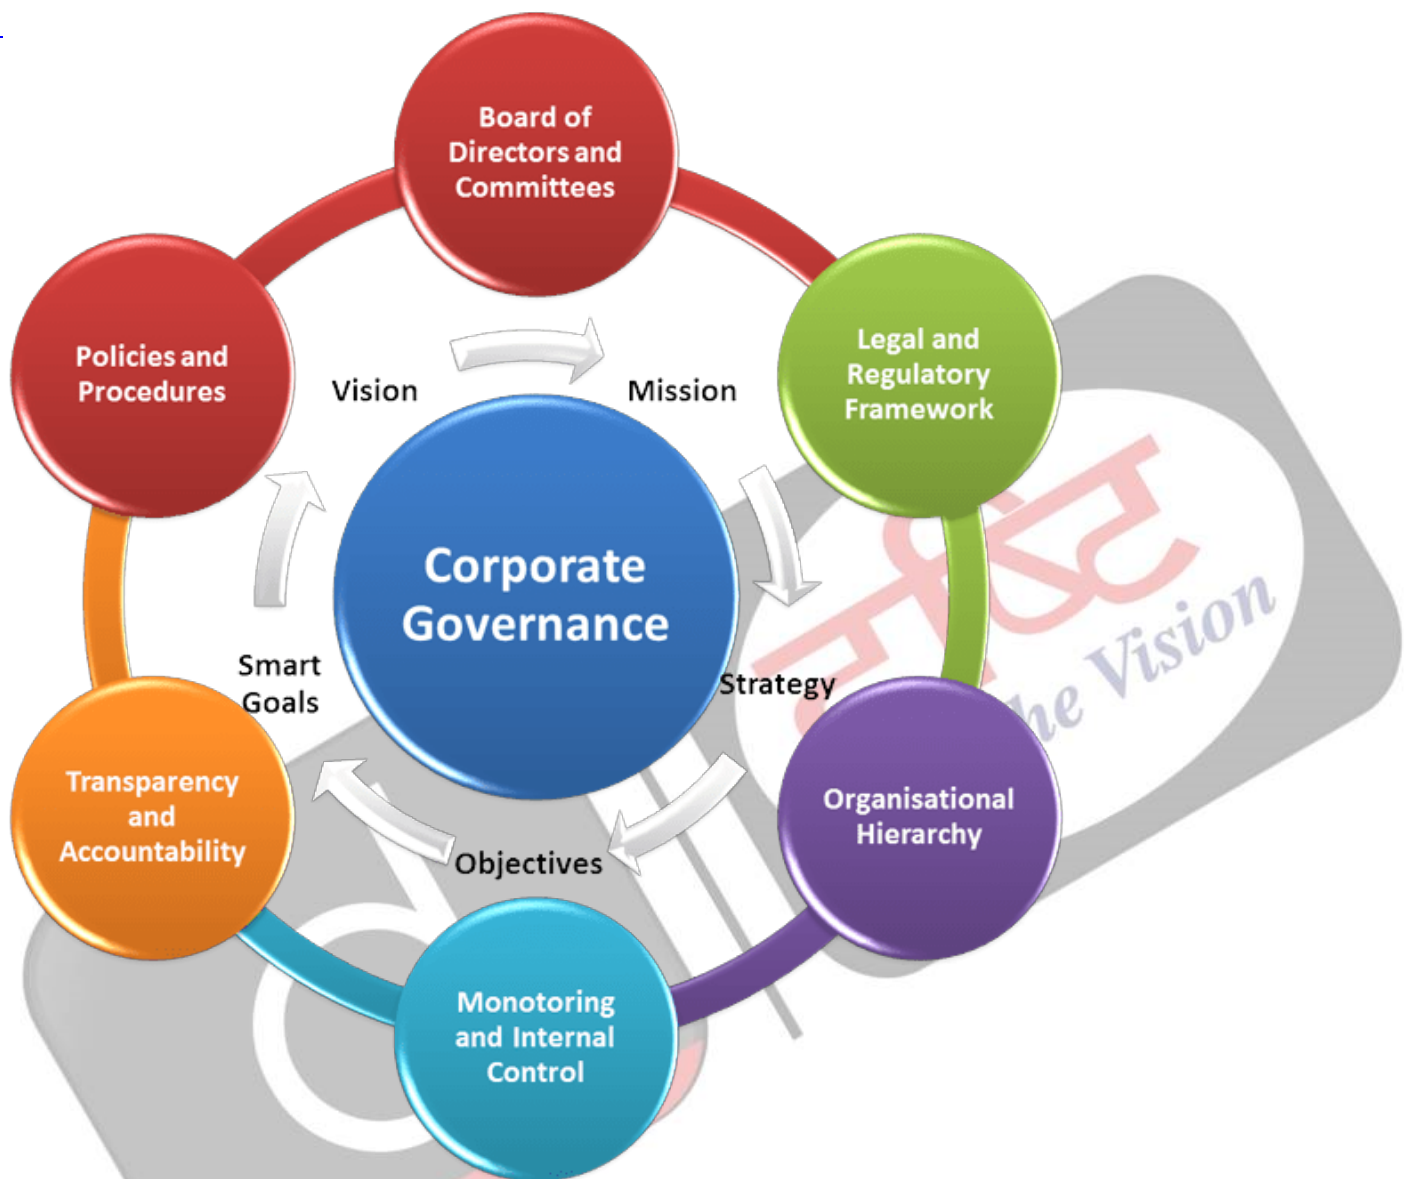 Board of
Directors and
Committees
Policies and
Procedures
Legal and
Regulatory
Framework
Vision
Mission
Corporate
Governance
Smart
Goals
Strategy
Transparency
and
Accountability
Organisational
Hierarchy
Objectives
Monotoring
and Internal
Control
he Vision